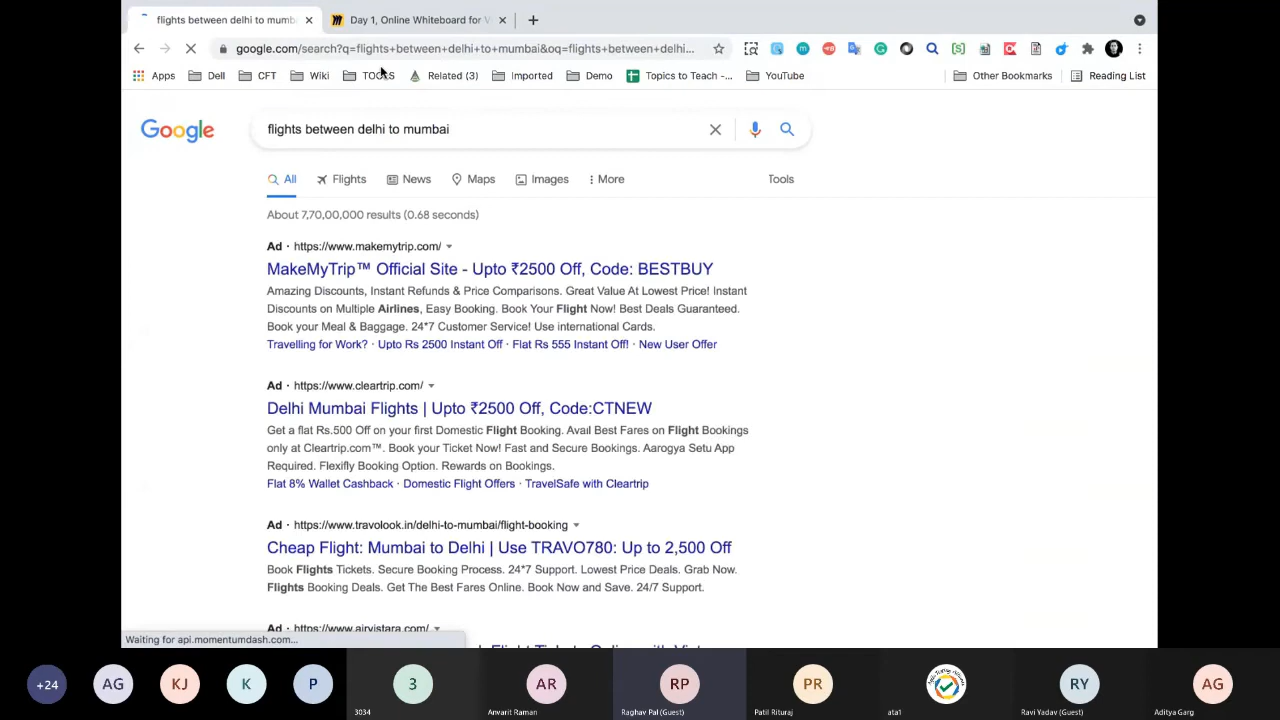 flights between delhi to mumb
Day 1, Online Whiteboard for V
google.com/search?q=flights+between+delhi+to+mumbai&oq=flights+between+delhi...
Apps
Dell
CFT
Wiki
TOOLS
Related (3)
Imported
Demo
Topics to Teach -...
YouTube
Other Bookmarks
Reading List
Google
flights between delhi to mumbai
All
Flights
News
Maps
Images
More
Tools
About 7,70,00,000 results (0.68 seconds)
Ad · https://www.makemytrip.com/
MakeMyTrip™ Official Site - Upto ₹2500 Off, Code: BESTBUY
Amazing Discounts, Instant Refunds & Price Comparisons. Great Value At Lowest Price! Instant
Discounts on Multiple Airlines, Easy Booking. Book Your Flight Now! Best Deals Guaranteed.
Book your Meal & Baggage. 24*7 Customer Service! Use international Cards.
Travelling for Work? · Upto Rs 2500 Instant Off · Flat Rs 555 Instant Off! · New User Offer
Ad · https://www.cleartrip.com/
Delhi Mumbai Flights | Upto ₹2500 Off, Code:CTNEW
Get a flat Rs.500 Off on your first Domestic Flight Booking. Avail Best Fares on Flight Bookings
only at Cleartrip.com™. Book your Ticket Now! Fast and Secure Bookings. Aarogya Setu App
Required. Flexifly Booking Option. Rewards on Bookings.
Flat 8% Wallet Cashback · Domestic Flight Offers · TravelSafe with Cleartrip
Ad · https://www.travolook.in/delhi-to-mumbai/flight-booking
Cheap Flight: Mumbai to Delhi | Use TRAVO780: Up to 2,500 Off
Book Flights Tickets. Secure Booking Process. 24*7 Support. Lowest Price Deals. Grab Now.
Flights Booking Deals. Get The Best Fares Online. Book Now and Save. 24/7 Support.
Ad · https://www.airvistara.com/
Waiting for api.momentumdash.com...
+24
AG
KJ
K
P
3
3034
AR
Anvarit Raman
RP
Raghav Pal (Guest)
PR
Patil Rituraj
ata1
RY
Ravi Yadav (Guest)
AG
Aditya Garg